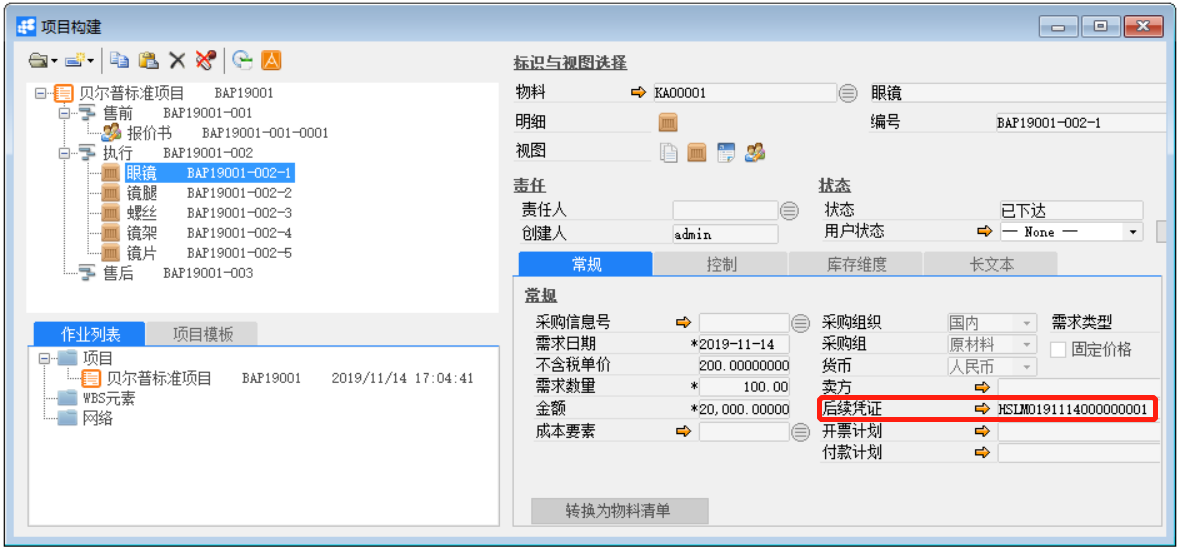 项目构建
贝尔普标准项目 BAP19001
售前 BAP19001-001
报价书 BAP19001-001-0001
执行 BAP19001-002
眼镜 BAP19001-002-1
镜腿 BAP19001-002-2
螺丝 BAP19001-002-3
镜架 BAP19001-002-4
镜片 BAP19001-002-5
售后 BAP19001-003
作业列表 项目模板
项目
贝尔普标准项目 BAP19001 2019/11/14 17:04:41
WBS元素
网络
标识与视图选择
物料 KA00001 眼镜
明细 编号 BAP19001-002-1
视图
责任 状态
责任人 状态 已下达
创建人 admin 用户状态 — None —
常规 控制 库存维度 长文本
常规
采购信息号 采购组织 国内 需求类型
需求日期 *2019-11-14 采购组 原材料 固定价格
不含税单价 200.00000000 货币 人民币
需求数量 * 100.00 卖方
金额 *20,000.00000 后续凭证 HSLM0191114000000001
成本要素 开票计划
付款计划
转换为物料清单